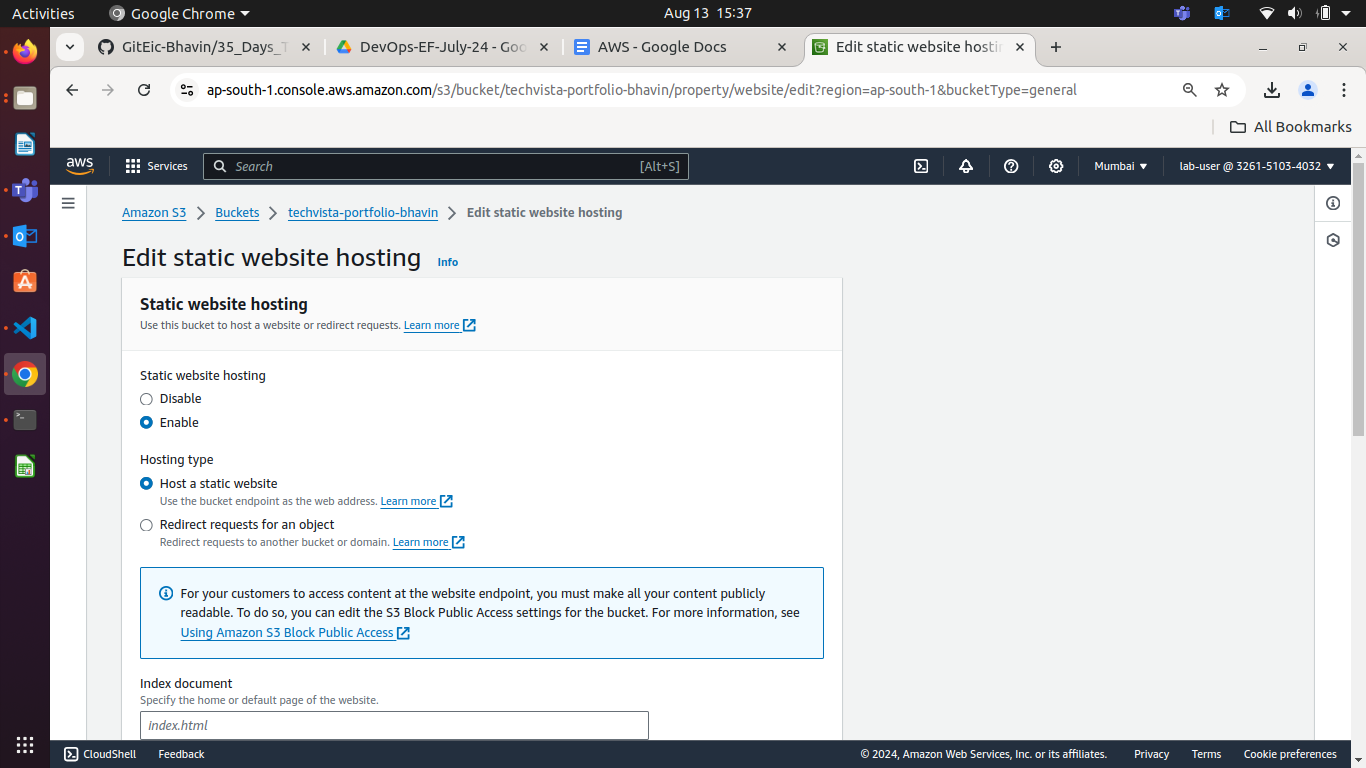 Activities
Google Chrome
Aug 13 15:37
GitEic-Bhavin/35_Days_T
DevOps-EF-July-24 - Goo
AWS - Google Docs
Edit static website hostin
ap-south-1.console.aws.amazon.com/s3/bucket/techvista-portfolio-bhavin/property/website/edit?region=ap-south-1&bucketType=general
All Bookmarks
aws
Services
Search
[Alt+S]
Mumbai
lab-user @ 3261-5103-4032
Amazon S3
Buckets
techvista-portfolio-bhavin
Edit static website hosting
Edit static website hosting
Info
Static website hosting
Use this bucket to host a website or redirect requests. Learn more
Static website hosting
Disable
Enable
Hosting type
Host a static website
Use the bucket endpoint as the web address. Learn more
Redirect requests for an object
Redirect requests to another bucket or domain. Learn more
For your customers to access content at the website endpoint, you must make all your content publicly
readable. To do so, you can edit the S3 Block Public Access settings for the bucket. For more information, see
Using Amazon S3 Block Public Access
Index document
Specify the home or default page of the website.
index.html
CloudShell
Feedback
© 2024, Amazon Web Services, Inc. or its affiliates.
Privacy
Terms
Cookie preferences